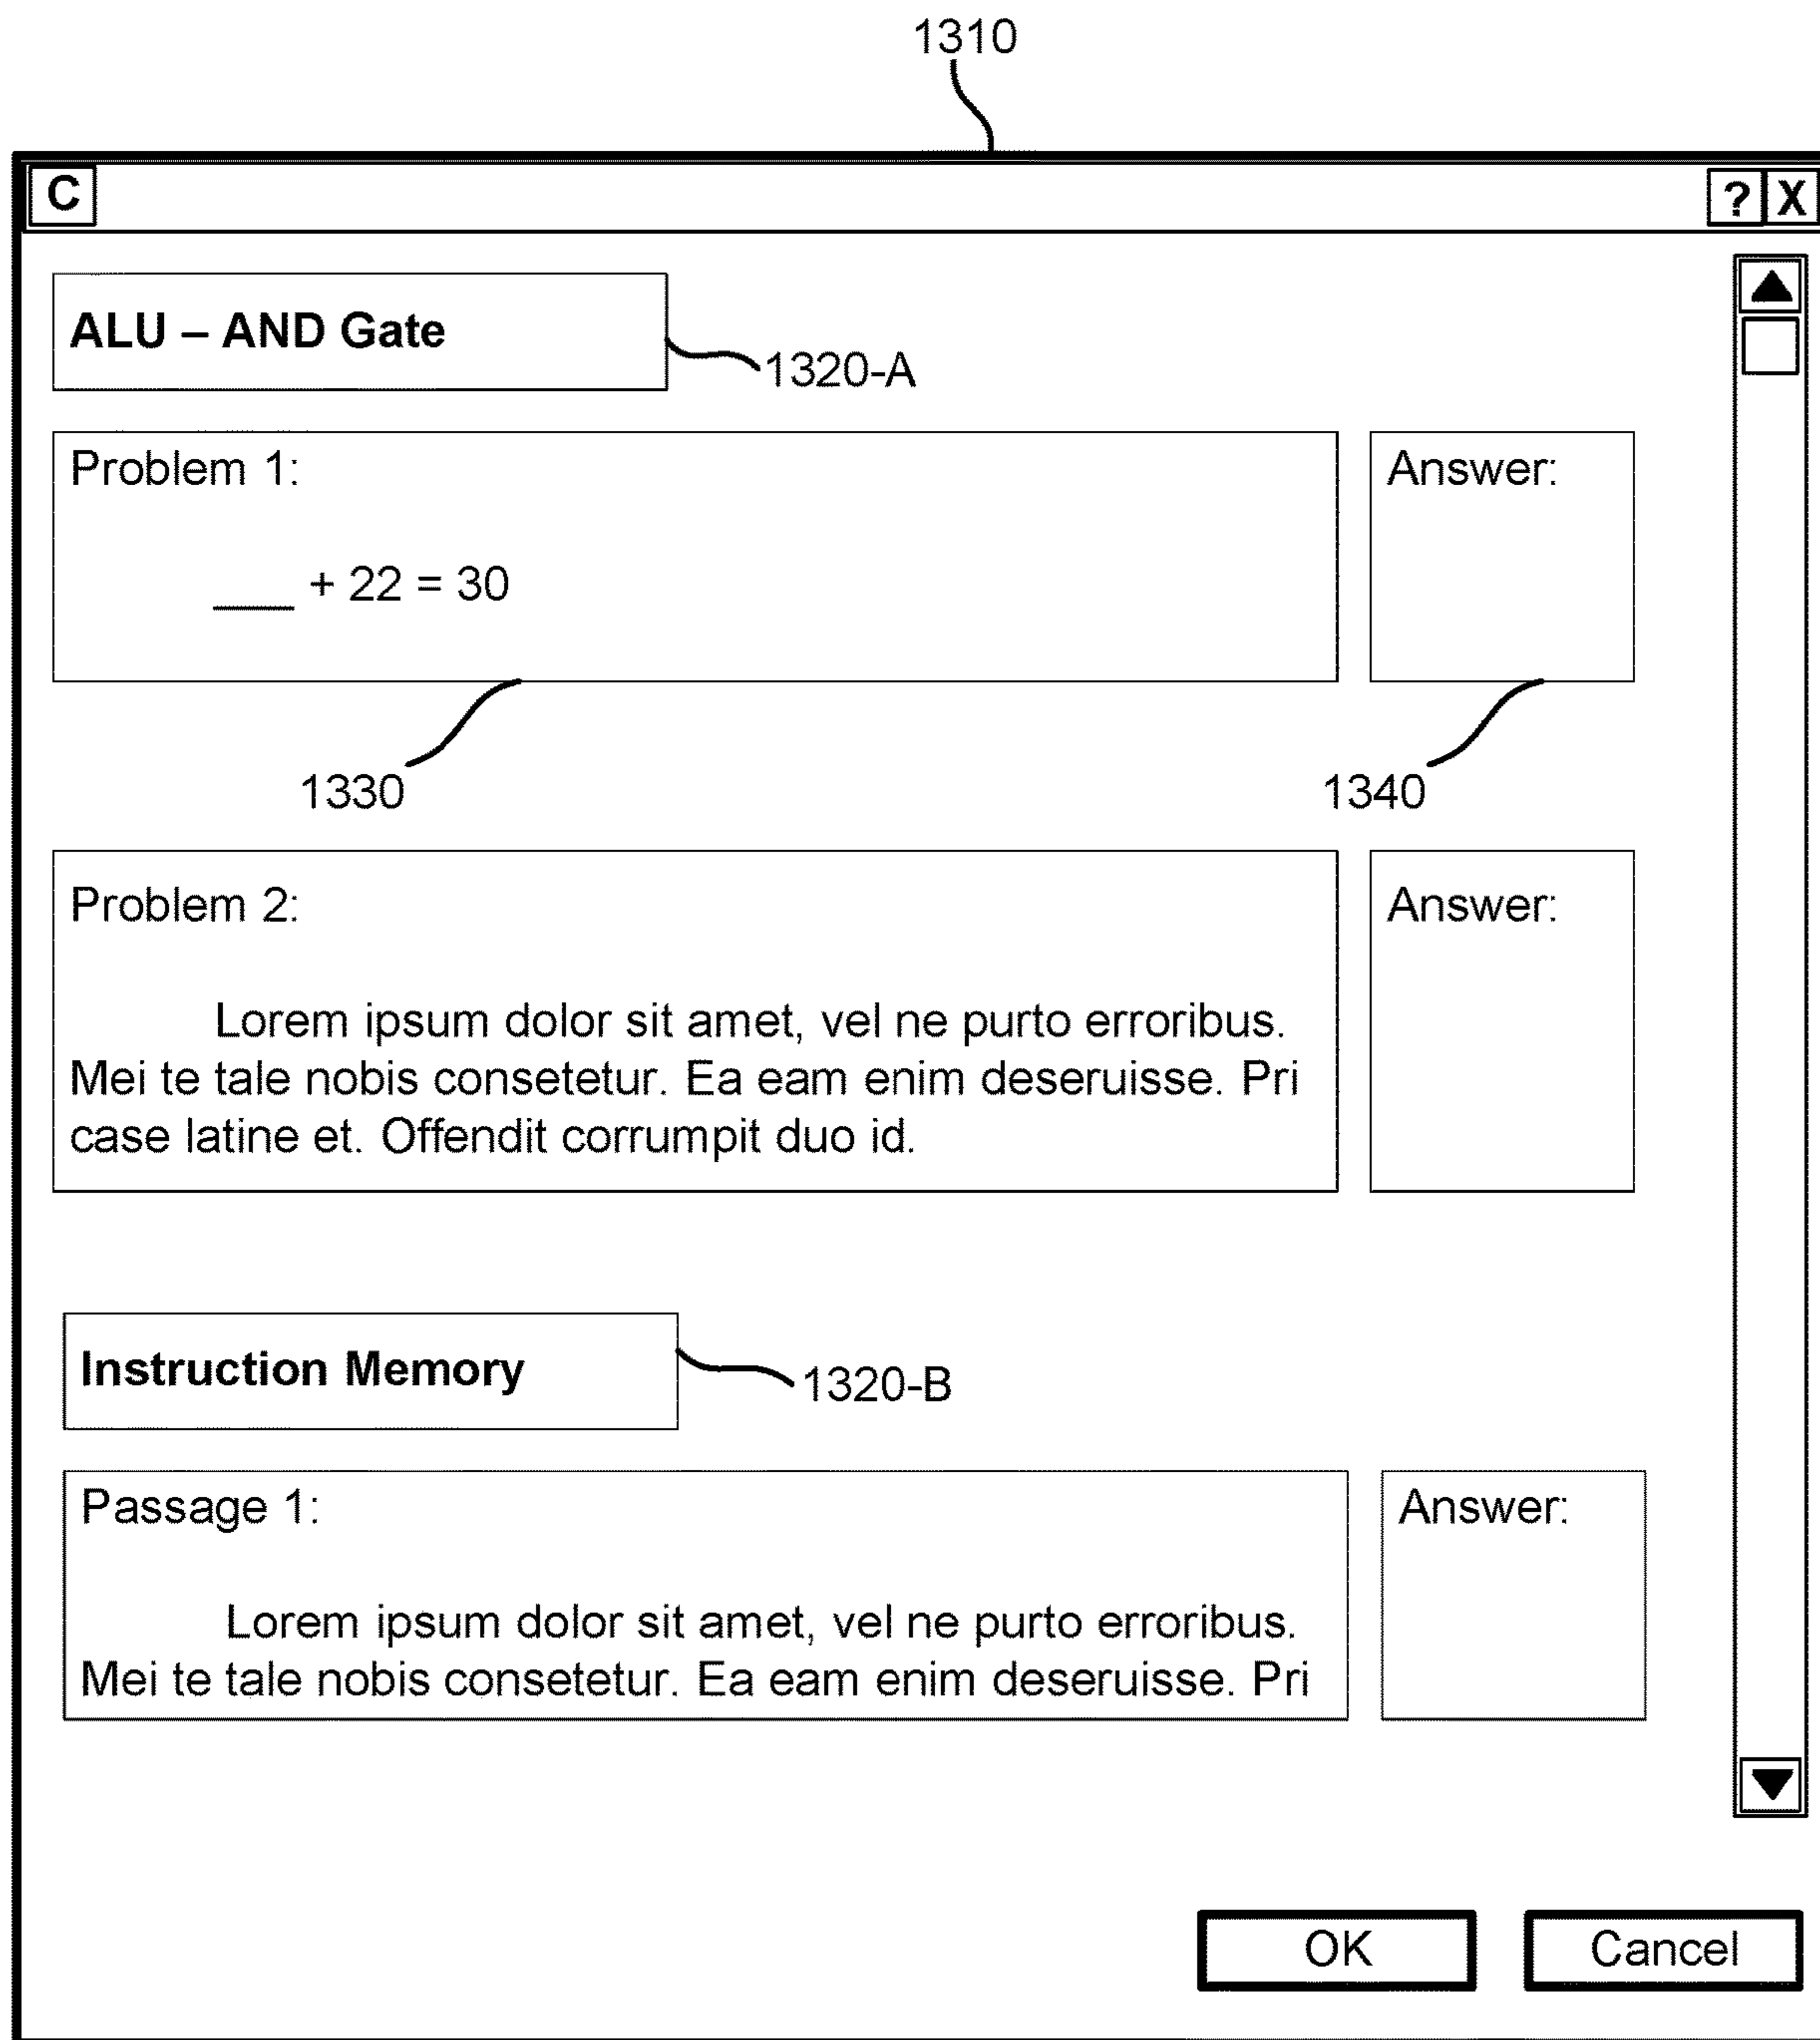 1310
C
? X
ALU – AND Gate
1320-A
Problem 1:
Answer:
___ + 22 = 30
1330
1340
Problem 2:
Answer:
Lorem ipsum dolor sit amet, vel ne purto erroribus.
Mei te tale nobis consetetur. Ea eam enim deseruisse. Pri
case latine et. Offendit corrumpit duo id.
Instruction Memory
1320-B
Passage 1:
Answer:
Lorem ipsum dolor sit amet, vel ne purto erroribus.
Mei te tale nobis consetetur. Ea eam enim deseruisse. Pri
OK
Cancel